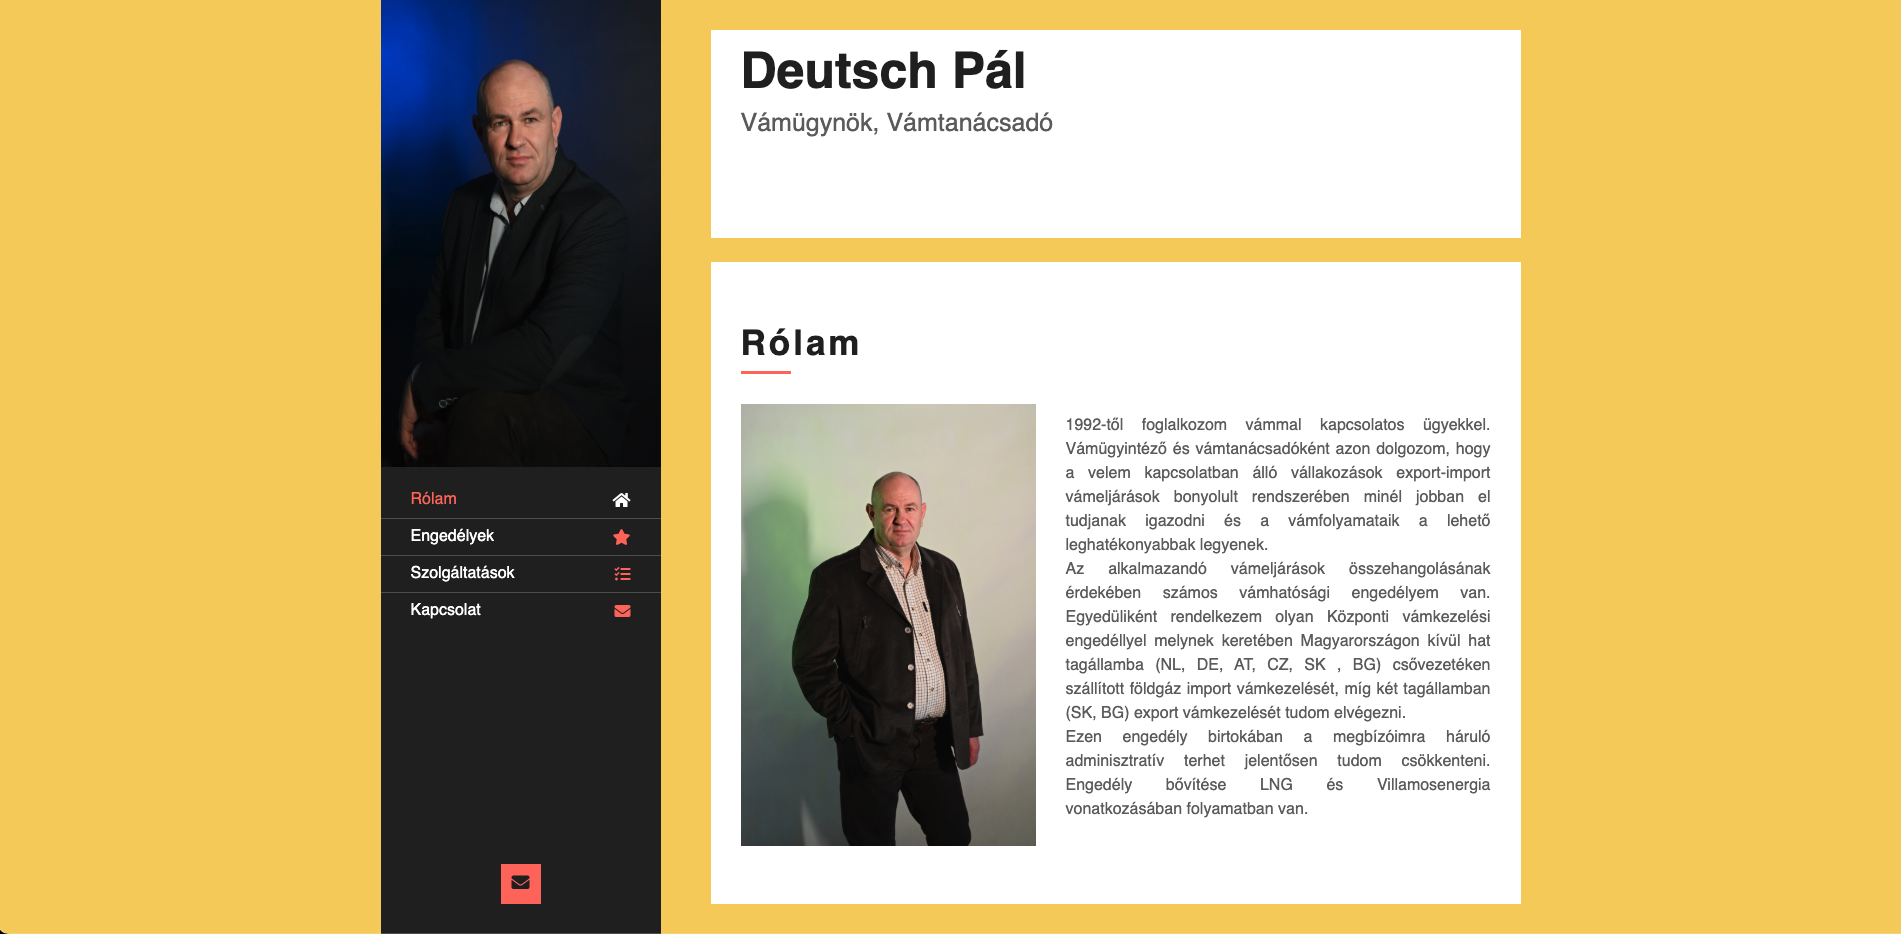 Deutsch Pál
Vámügynök, Vámtanácsadó
Rólam
Engedélyek
Szolgáltatások
Kapcsolat
Rólam
1992-től foglalkozom vámmal kapcsolatos ügyekkel.
Vámügyintéző és vámtanácsadóként azon dolgozom, hogy
a velem kapcsolatban álló vállakozások export-import
vámeljárások bonyolult rendszerében minél jobban el
tudjanak igazodni és a vámfolyamataik a lehető
leghatékonyabbak legyenek.
Az alkalmazandó vámeljárások összehangolásának
érdekében számos vámhatósági engedélyem van.
Egyedüliként rendelkezem olyan Központi vámkezelési
engedéllyel melynek keretében Magyarországon kívül hat
tagállamba (NL, DE, AT, CZ, SK , BG) csővezetéken
szállított földgáz import vámkezelését, míg két tagállamban
(SK, BG) export vámkezelését tudom elvégezni.
Ezen engedély birtokában a megbízóimra háruló
adminisztratív terhet jelentősen tudom csökkenteni.
Engedély bővítése LNG és Villamosenergia
vonatkozásában folyamatban van.